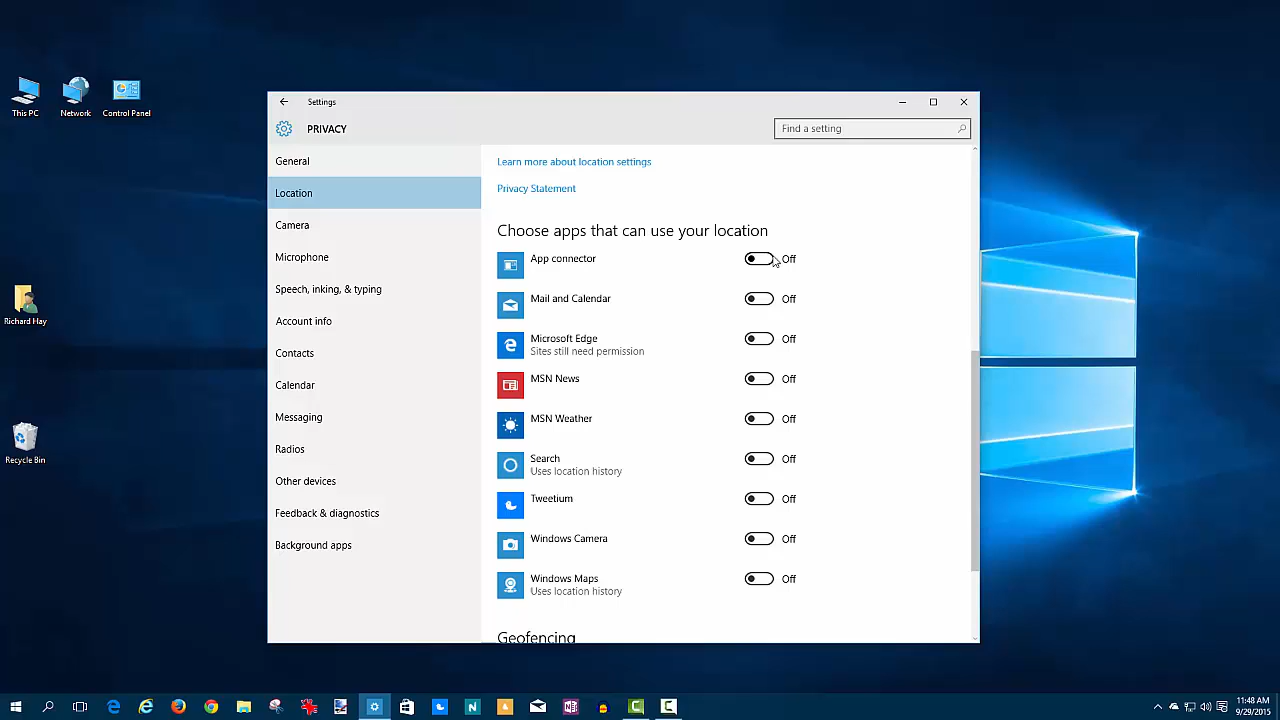 This PC
Network
Control Panel
Richard Hay
Recycle Bin
Settings
PRIVACY
Find a setting
General
Location
Camera
Microphone
Speech, inking, & typing
Account info
Contacts
Calendar
Messaging
Radios
Other devices
Feedback & diagnostics
Background apps
Learn more about location settings
Privacy Statement
Choose apps that can use your location
App connector Off
Mail and Calendar Off
Microsoft Edge Off
Sites still need permission
MSN News Off
MSN Weather Off
Search Off
Uses location history
Tweetium Off
Windows Camera Off
Windows Maps Off
Uses location history
Geofencing
11:48 AM
9/29/2015